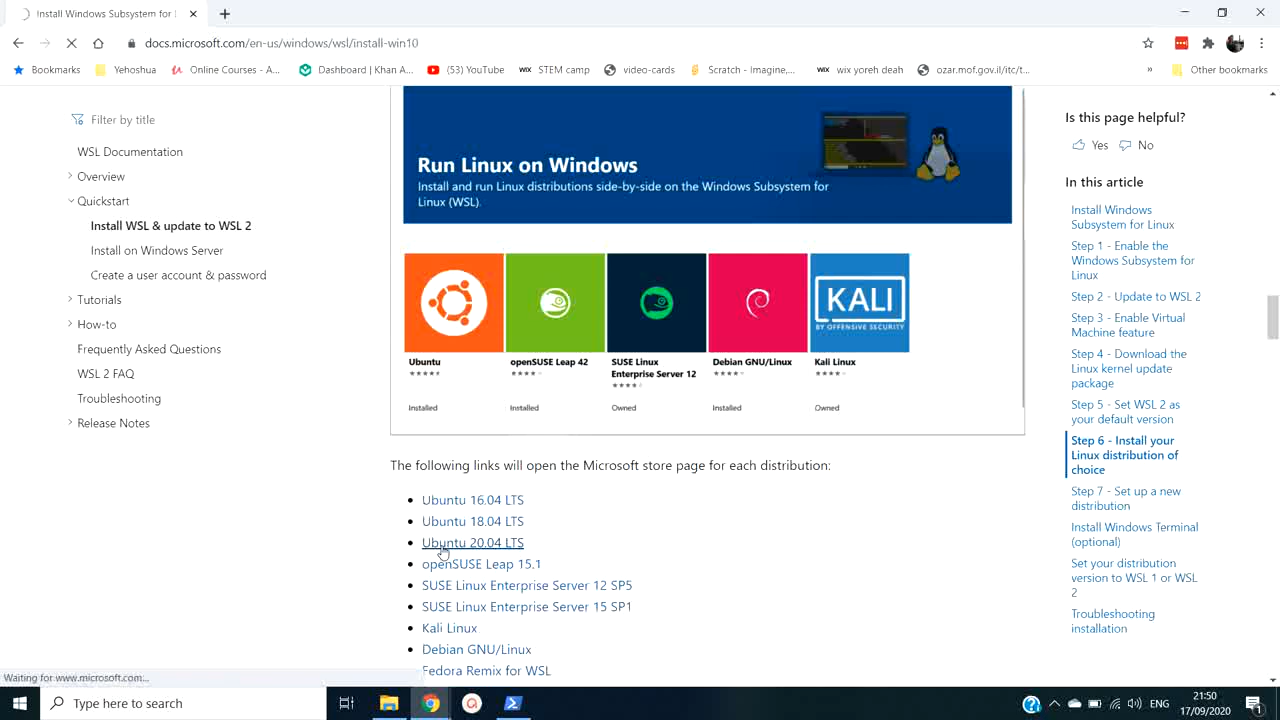 Install Windows Subsystem for
docs.microsoft.com/en-us/windows/wsl/install-win10
Bookmarks
Yehoshua
Online Courses - A...
Dashboard | Khan A...
(53) YouTube
WIX STEM camp
video-cards
Scratch - Imagine,...
WIX wix yoreh deah
ozar.mof.gov.il/itc/t...
»
Other bookmarks
Filter by title
WSL Documentation
Overview
Quickstart
Install WSL & update to WSL 2
Install on Windows Server
Create a user account & password
Tutorials
How-to
Frequently Asked Questions
WSL 2 FAQ
Troubleshooting
Release Notes
Run Linux on Windows
Install and run Linux distributions side-by-side on the Windows Subsystem for
Linux (WSL).
KALI
BY OFFENSIVE SECURITY
Ubuntu
Installed
openSUSE Leap 42
Installed
SUSE Linux
Enterprise Server 12
Owned
Debian GNU/Linux
Installed
Kali Linux
Owned
The following links will open the Microsoft store page for each distribution:
• Ubuntu 16.04 LTS
• Ubuntu 18.04 LTS
• Ubuntu 20.04 LTS
• openSUSE Leap 15.1
• SUSE Linux Enterprise Server 12 SP5
• SUSE Linux Enterprise Server 15 SP1
• Kali Linux
• Debian GNU/Linux
Fedora Remix for WSL
Is this page helpful?
Yes
No
In this article
Install Windows
Subsystem for Linux
Step 1 - Enable the
Windows Subsystem for
Linux
Step 2 - Update to WSL 2
Step 3 - Enable Virtual
Machine feature
Step 4 - Download the
Linux kernel update
package
Step 5 - Set WSL 2 as
your default version
Step 6 - Install your
Linux distribution of
choice
Step 7 - Set up a new
distribution
Install Windows Terminal
(optional)
Set your distribution
version to WSL 1 or WSL
2
Troubleshooting
installation
Waiting for www.microsoft.com...
Type here to search
ENG
21:50
17/09/2020